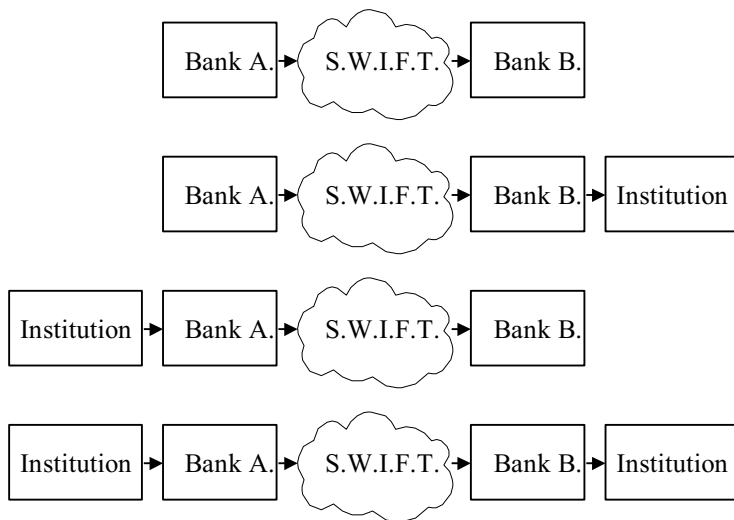 Bank A. S.W.I.F.T. Bank B.
Bank A. S.W.I.F.T. Bank B. Institution
Institution Bank A. S.W.I.F.T. Bank B.
Institution Bank A. S.W.I.F.T. Bank B. Institution